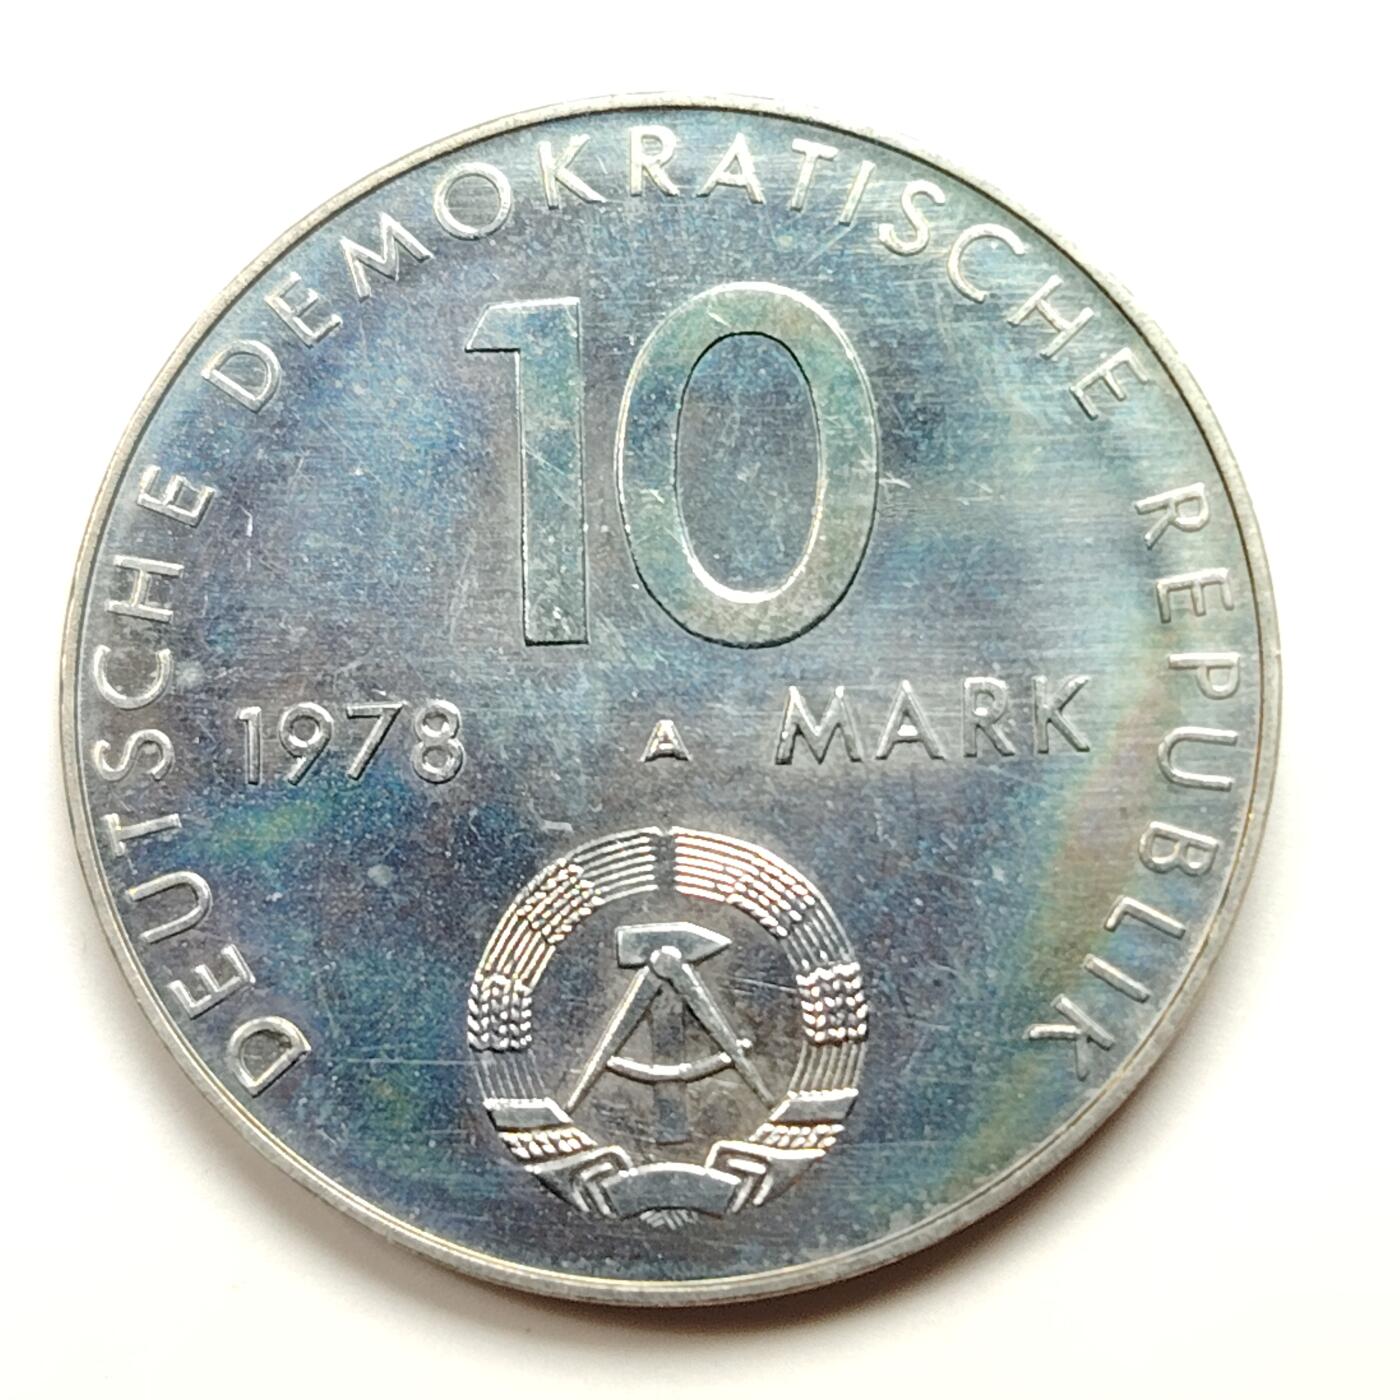 DEUTSCHE DEMOKRATISCHE REPUBLIK
10
1978 A MARK